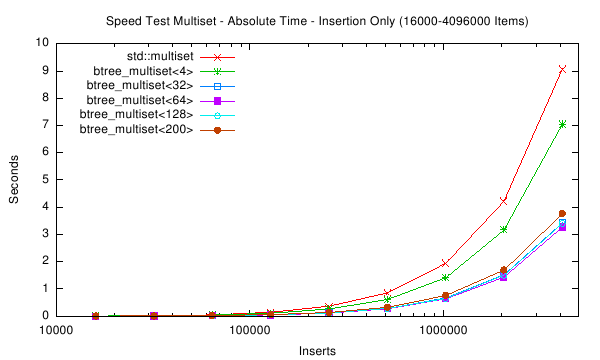 Speed Test Multiset - Absolute Time - Insertion Only (16000-4096000 Items)
10
9
8
7
6
5
4
3
2
1
0
Seconds
std::multiset
btree_multiset<4>
btree_multiset<32>
btree_multiset<64>
btree_multiset<128>
btree_multiset<200>
10000 100000 1000000
Inserts